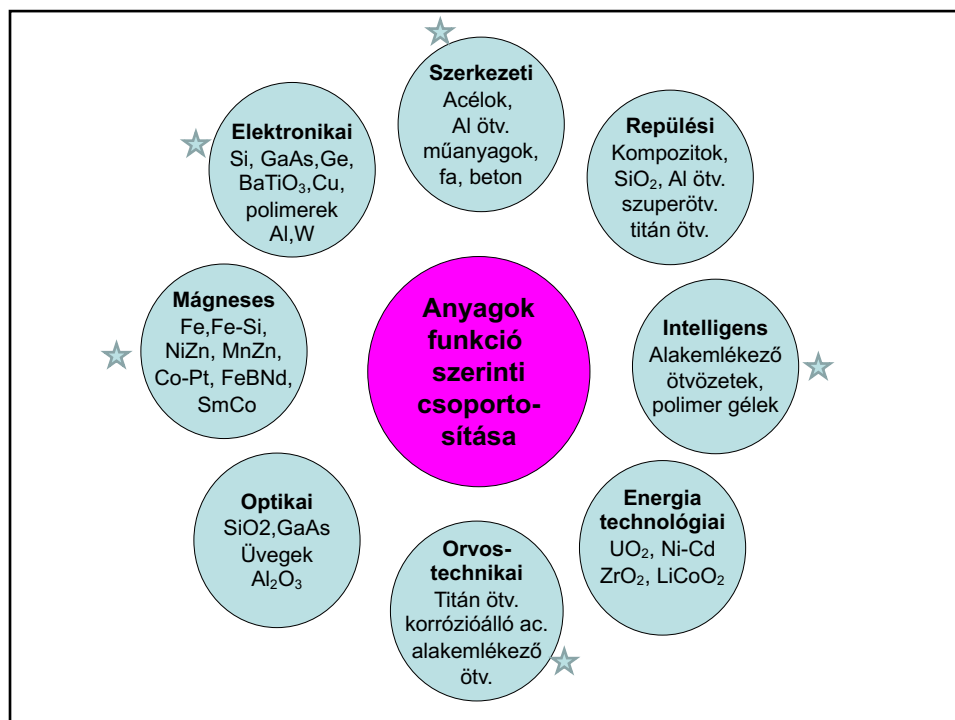 Szerkezeti
Acélok,
Al ötv.
műanyagok,
fa, beton
Repülési
Kompozitok,
SiO₂, Al ötv.
szuperötv.
titán ötv.
Intelligens
Alakemlékező
ötvözetek,
polimer gélek
Energia
technológiai
UO₂, Ni-Cd
ZrO₂, LiCoO₂
Orvos-
technikai
Titán ötv.
korrózióálló ac.
alakemlékező
ötv.
Optikai
SiO2,GaAs
Üvegek
Al₂O₃
Mágneses
Fe,Fe-Si,
NiZn, MnZn,
Co-Pt, FeBNd,
SmCo
Elektronikai
Si, GaAs,Ge,
BaTiO₃,Cu,
polimerek
Al,W
Anyagok
funkció
szerinti
csoporto-
sítása